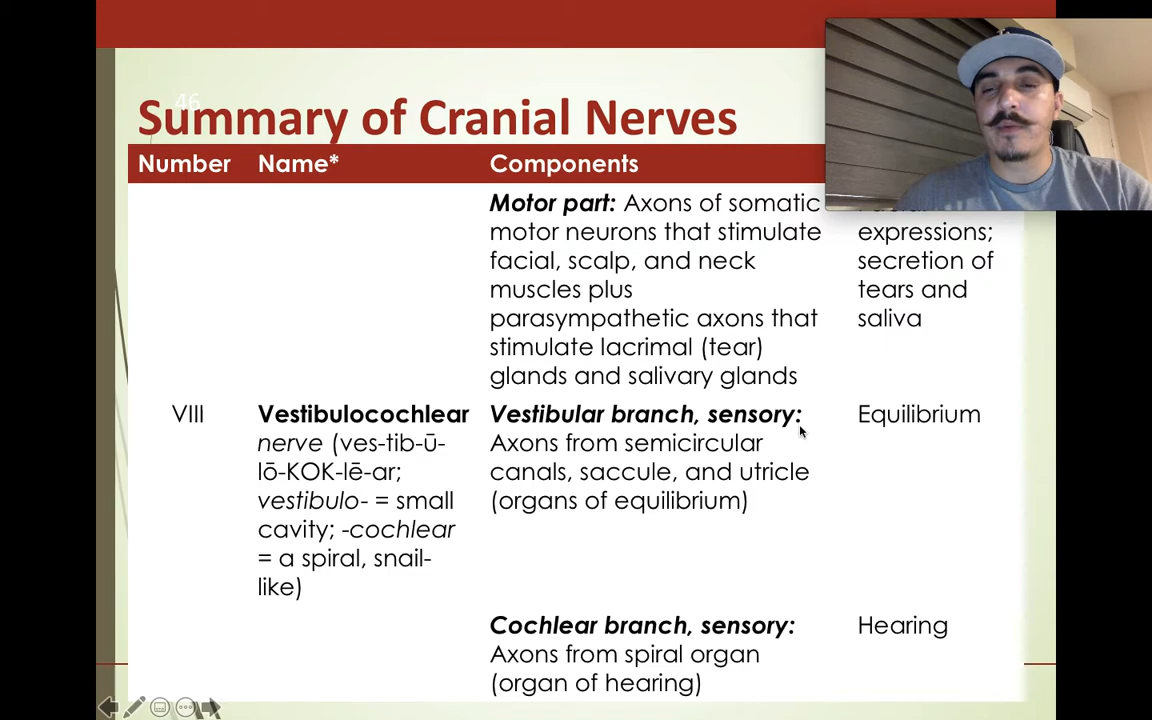 46
Summary of Cranial Nerves
Number Name* Components
Motor part: Axons of somatic
motor neurons that stimulate
facial, scalp, and neck
muscles plus
parasympathetic axons that
stimulate lacrimal (tear)
glands and salivary glands
expressions;
secretion of
tears and
saliva
VIII
Vestibulocochlear
nerve (ves-tib-ū-
lō-KOK-lē-ar;
vestibulo- = small
cavity; -cochlear
= a spiral, snail-
like)
Vestibular branch, sensory:
Axons from semicircular
canals, saccule, and utricle
(organs of equilibrium)
Equilibrium
Cochlear branch, sensory:
Axons from spiral organ
(organ of hearing)
Hearing